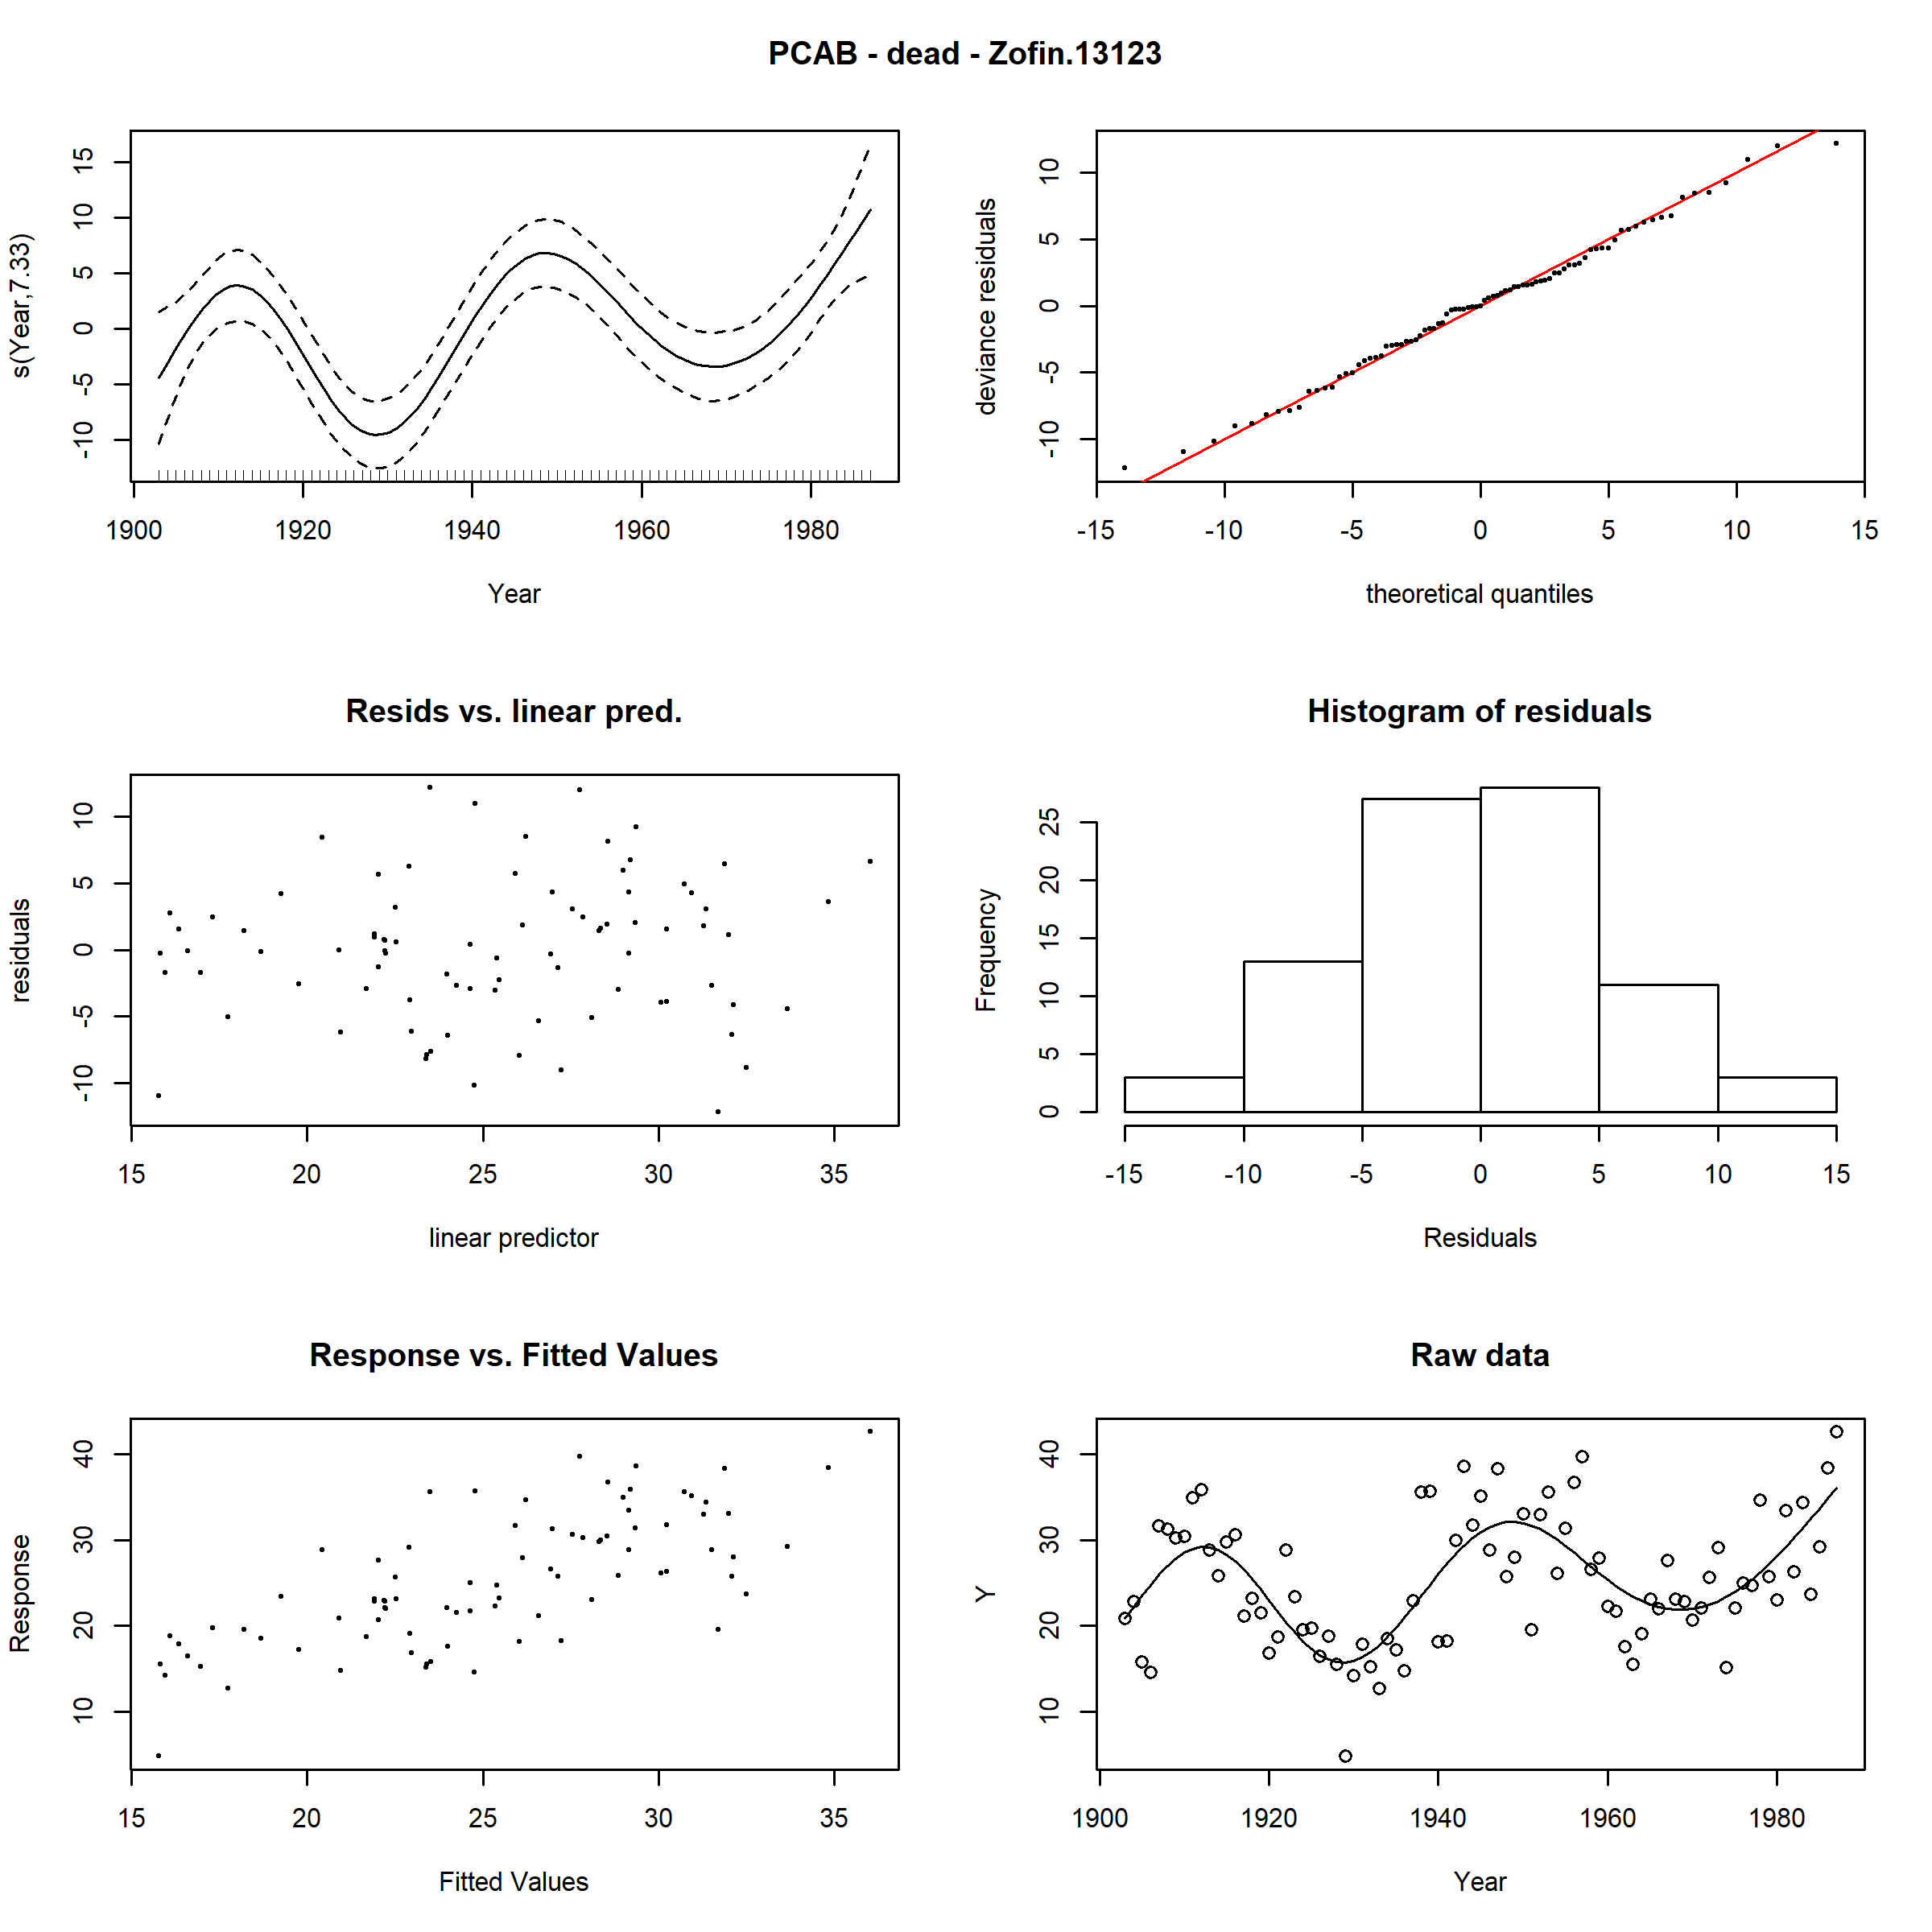 PCAB - dead - Zofin.13123
s(Year,7.33)
15
10
5
0
-5
-10
1900 1920 1940 1960 1980
Year
deviance residuals
10
5
0
-5
-10
-15 -10 -5 0 5 10 15
theoretical quantiles
Resids vs. linear pred.
residuals
10
5
0
-5
-10
15 20 25 30 35
linear predictor
Histogram of residuals
Frequency
25
20
15
10
5
0
-15 -10 -5 0 5 10 15
Residuals
Response vs. Fitted Values
Response
40
30
20
10
15 20 25 30 35
Fitted Values
Raw data
Y
40
30
20
10
1900 1920 1940 1960 1980
Year